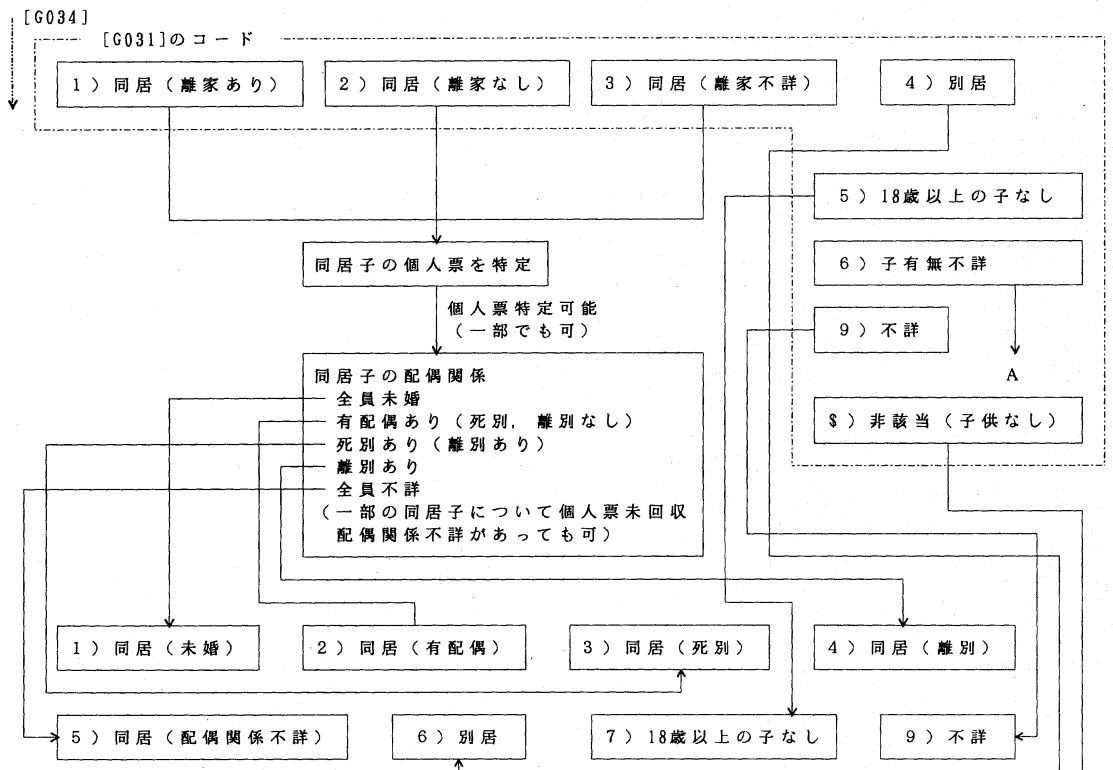 [G034]
[G031]のコード
1)同居(離家あり)
2)同居(離家なし)
3)同居(離家不詳)
4)別居
5)18歳以上の子なし
同居子の個人票を特定
6)子有無不詳
個人票特定可能
(一部でも可)
9)不詳
A
同居子の配偶関係
全員未婚
有配偶あり(死別,離別なし)
死別あり(離別あり)
離別あり
全員不詳
(一部の同居子について個人票未回収
配偶関係不詳があっても可)
$)非該当(子供なし)
1)同居(未婚)
2)同居(有配偶)
3)同居(死別)
4)同居(離別)
5)同居(配偶関係不詳)
6)別居
7)18歳以上の子なし
9)不詳